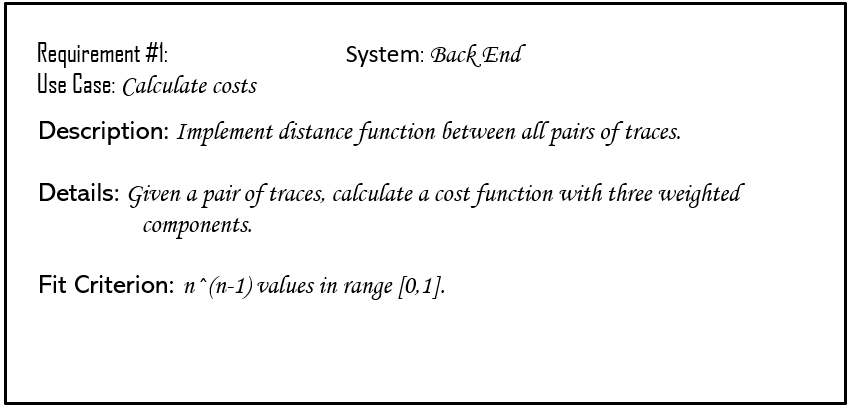 Requirement #1: System: Back End
Use Case: Calculate costs
Description: Implement distance function between all pairs of traces.
Details: Given a pair of traces, calculate a cost function with three weighted
components.
Fit Criterion: n^(n-1) values in range [0,1].